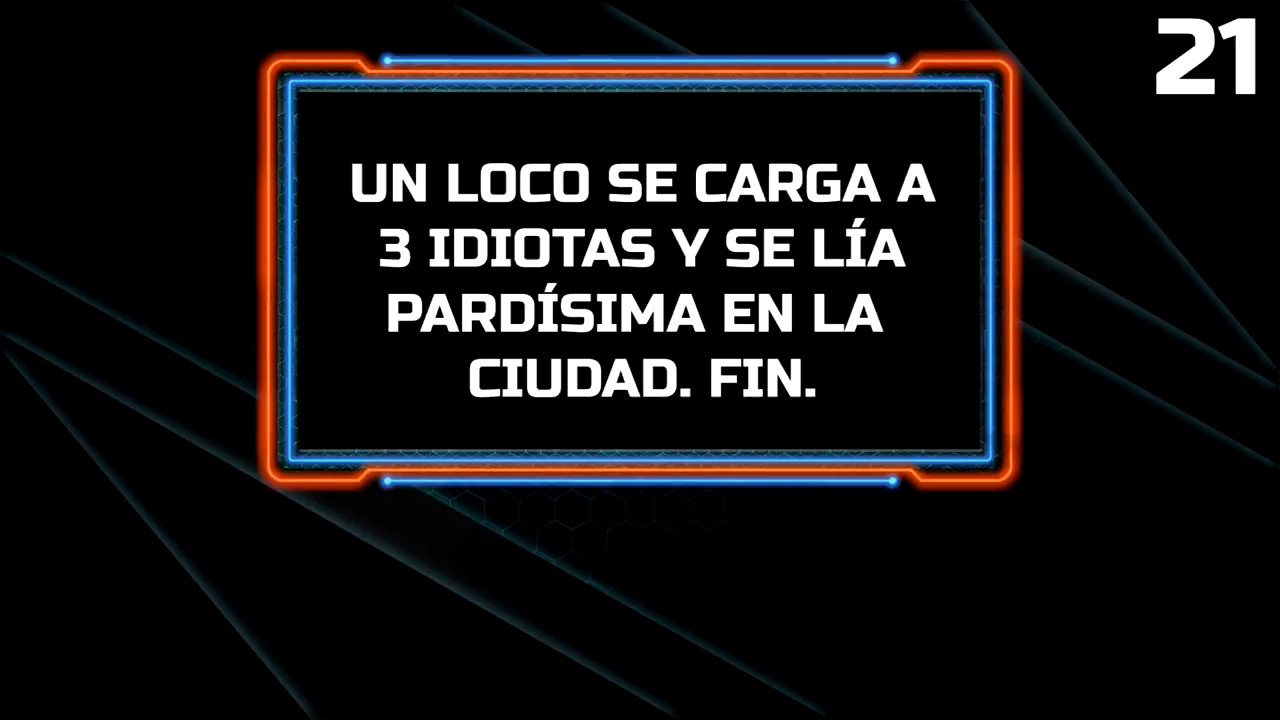 21
UN LOCO SE CARGA A
3 IDIOTAS Y SE LÍA
PARDÍSIMA EN LA
CIUDAD. FIN.